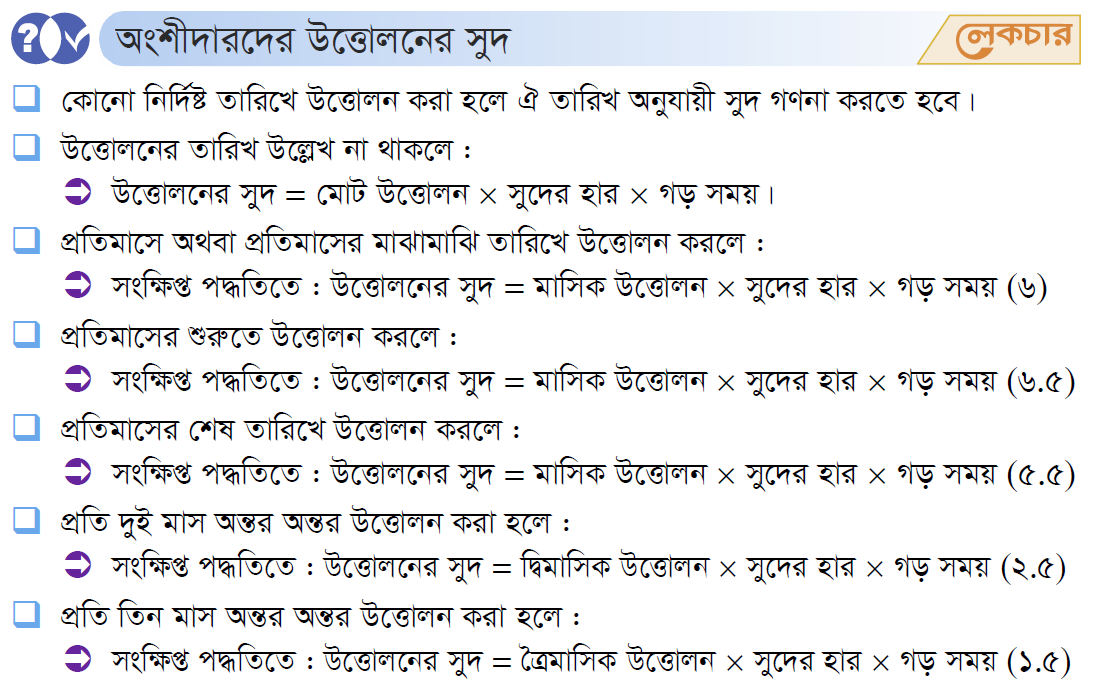 অংশীদারদের উত্তোলনের সুদ
লেকচার
কোনো নির্দিষ্ট তারিখে উত্তোলন করা হলে ঐ তারিখ অনুযায়ী সুদ গণনা করতে হবে।
উত্তোলনের তারিখ উল্লেখ না থাকলে :
উত্তোলনের সুদ = মোট উত্তোলন × সুদের হার × গড় সময়।
প্রতিমাসে অথবা প্রতিমাসের মাঝামাঝি তারিখে উত্তোলন করলে :
সংক্ষিপ্ত পদ্ধতিতে : উত্তোলনের সুদ = মাসিক উত্তোলন × সুদের হার × গড় সময় (৬)
প্রতিমাসের শুরুতে উত্তোলন করলে :
সংক্ষিপ্ত পদ্ধতিতে : উত্তোলনের সুদ = মাসিক উত্তোলন × সুদের হার × গড় সময় (৬.৫)
প্রতিমাসের শেষ তারিখে উত্তোলন করলে :
সংক্ষিপ্ত পদ্ধতিতে : উত্তোলনের সুদ = মাসিক উত্তোলন × সুদের হার × গড় সময় (৫.৫)
প্রতি দুই মাস অন্তর অন্তর উত্তোলন করা হলে :
সংক্ষিপ্ত পদ্ধতিতে : উত্তোলনের সুদ = দ্বিমাসিক উত্তোলন × সুদের হার × গড় সময় (২.৫)
প্রতি তিন মাস অন্তর অন্তর উত্তোলন করা হলে :
সংক্ষিপ্ত পদ্ধতিতে : উত্তোলনের সুদ = ত্রৈমাসিক উত্তোলন × সুদের হার × গড় সময় (১.৫)